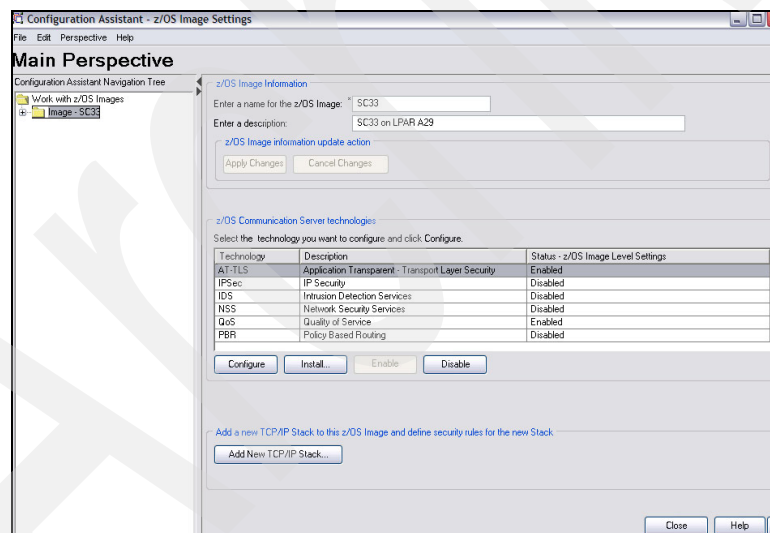 Configuration Assistant - z/OS Image Settings
File Edit Perspective Help
Main Perspective
Configuration Assistant Navigation Tree
Work with z/OS Images
Image - SC33
z/OS Image Information
Enter a name for the z/OS Image: * SC33
Enter a description: SC33 on LPAR A29
z/OS Image information update action
Apply Changes Cancel Changes
z/OS Communication Server technologies
Select the technology you want to configure and click Configure.
Technology Description Status - z/OS Image Level Settings
AT-TLS Application Transparent - Transport Layer Security Enabled
IPSec IP Security Disabled
IDS Intrusion Detection Services Disabled
NSS Network Security Services Disabled
QoS Quality of Service Enabled
PBR Policy Based Routing Disabled
Configure Install... Enable Disable
Add a new TCP/IP Stack to this z/OS Image and define security rules for the new Stack
Add New TCP/IP Stack...
Close Help